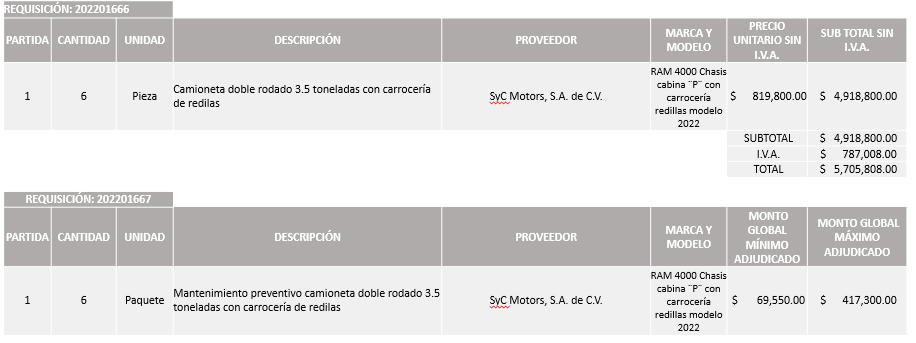 REQUISICIÓN: 202201666
PARTIDA CANTIDAD UNIDAD DESCRIPCIÓN PROVEEDOR MARCA Y MODELO PRECIO UNITARIO SIN I.V.A. SUB TOTAL SIN I.V.A.
1 6 Pieza Camioneta doble rodado 3.5 toneladas con carrocería de redilas SyC Motors, S.A. de C.V. RAM 4000 Chasis cabina ¨P¨ con carrocería redillas modelo 2022 $ 819,800.00 $ 4,918,800.00
SUBTOTAL $ 4,918,800.00
I.V.A. $ 787,008.00
TOTAL $ 5,705,808.00
REQUISICIÓN: 202201667
PARTIDA CANTIDAD UNIDAD DESCRIPCIÓN PROVEEDOR MARCA Y MODELO MONTO GLOBAL MÍNIMO ADJUDICADO MONTO GLOBAL MÁXIMO ADJUDICADO
1 6 Paquete Mantenimiento preventivo camioneta doble rodado 3.5 toneladas con carrocería de redilas SyC Motors, S.A. de C.V. RAM 4000 Chasis cabina ¨P¨ con carrocería redillas modelo 2022 $ 69,550.00 $ 417,300.00